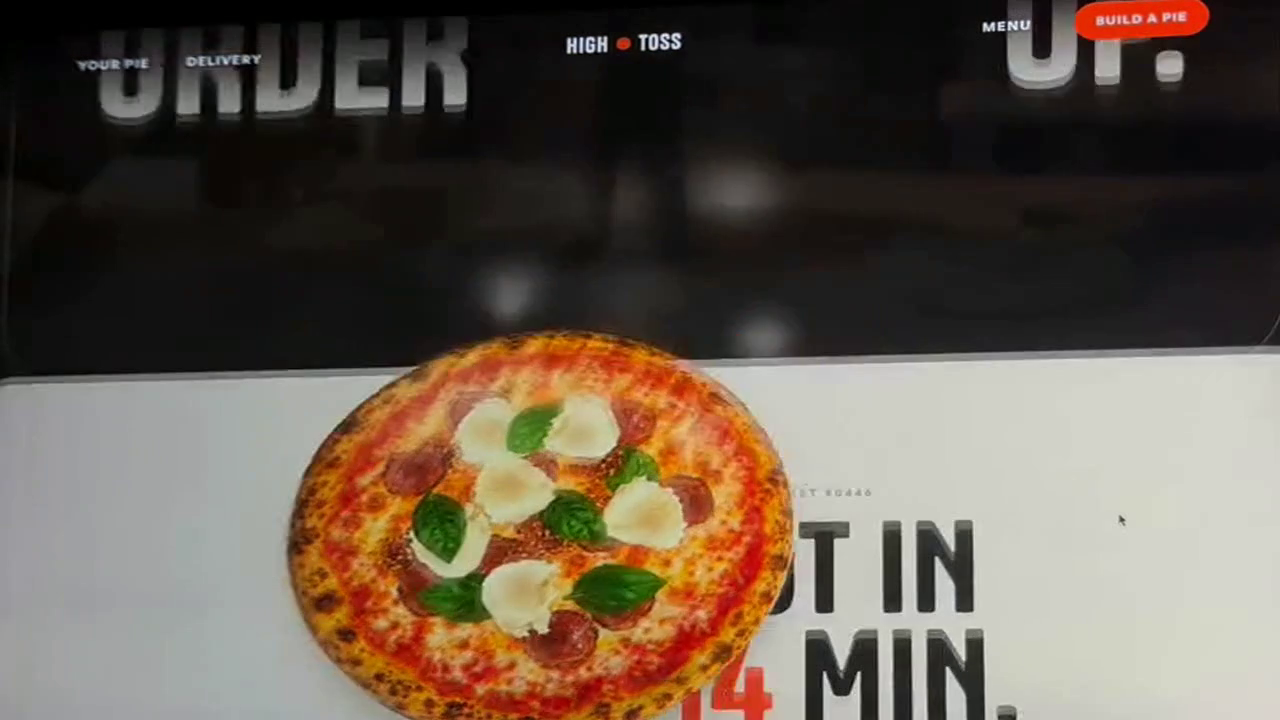 ORDER UP.
YOUR PIE DELIVERY HIGH TOSS MENU BUILD A PIE
T IN
14 MIN.